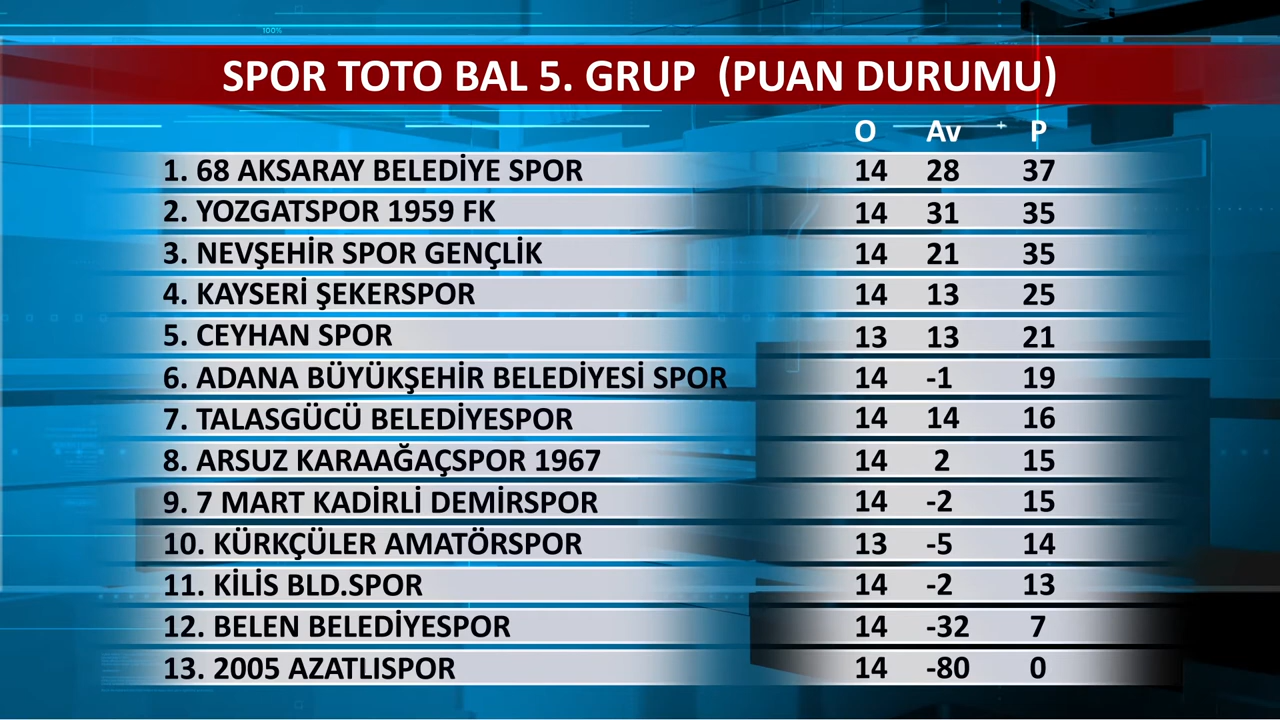 100%
SPOR TOTO BAL 5. GRUP (PUAN DURUMU)
O Av P
1. 68 AKSARAY BELEDİYE SPOR 14 28 37
2. YOZGATSPOR 1959 FK 14 31 35
3. NEVŞEHİR SPOR GENÇLİK 14 21 35
4. KAYSERİ ŞEKERSPOR 14 13 25
5. CEYHAN SPOR 13 13 21
6. ADANA BÜYÜKŞEHİR BELEDİYESİ SPOR 14 -1 19
7. TALASGÜCÜ BELEDİYESPOR 14 14 16
8. ARSUZ KARAAĞAÇSPOR 1967 14 2 15
9. 7 MART KADİRLİ DEMİRSPOR 14 -2 15
10. KÜRKÇÜLER AMATÖRSPOR 13 -5 14
11. KİLİS BLD.SPOR 14 -2 13
12. BELEN BELEDİYESPOR 14 -32 7
13. 2005 AZATLISPOR 14 -80 0